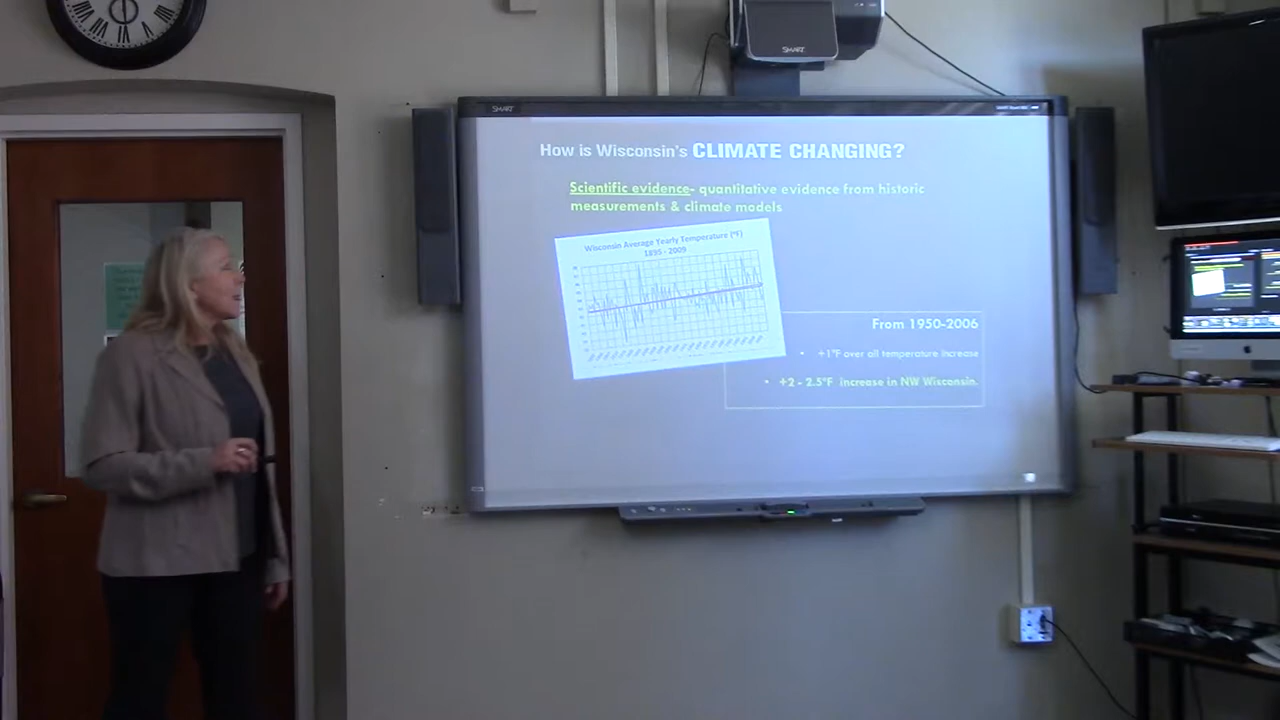 SMART
SMART
How is Wisconsin's CLIMATE CHANGING?
Scientific evidence- quantitative evidence from historic
measurements & climate models
Wisconsin Average Yearly Temperature (°F)
1895 - 2009
From 1950-2006
• +1°F over all temperature increase
• +2 - 2.5°F increase in NW Wisconsin.